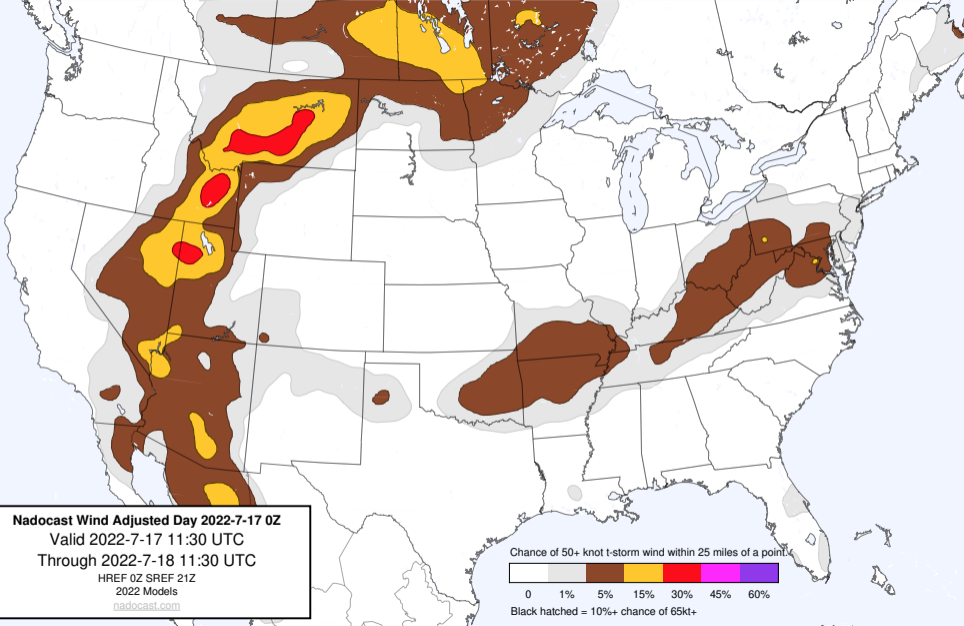 Nadocast Wind Adjusted Day 2022-7-17 0Z
Valid 2022-7-17 11:30 UTC
Through 2022-7-18 11:30 UTC
HREF 0Z SREF 21Z
2022 Models
nadocast.com
Chance of 50+ knot t-storm wind within 25 miles of a point.
0 1% 5% 15% 30% 45% 60%
Black hatched = 10%+ chance of 65kt+